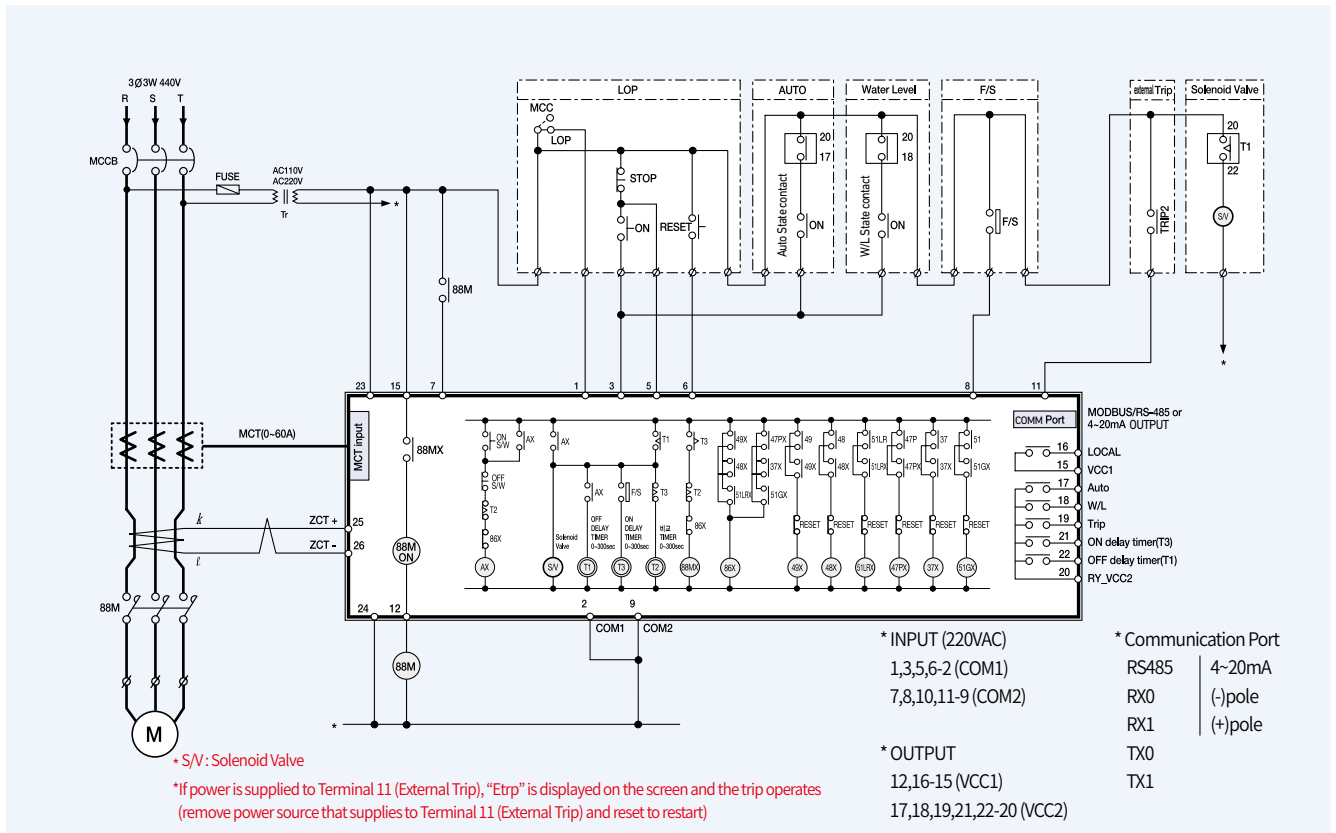 3Ø3W 440V
R S T
MCCB
FUSE
AC110V
AC220V
Tr
*
88M
LOP
MCC
LOP
STOP
ON
RESET
AUTO
20
17
Auto State contact
ON
Water Level
20
18
W/L State contact
ON
F/S
F/S
external Trip
TRIP2
Solenoid Valve
20
T1
22
S/V
*
23 15 7 1 3 5 6 8 11
MCT(0~60A)
MCT input
88MX
ON
S/W
AX
OFF
S/W
T2
86X
AX
AX
Solenoid
Valve
S/V
AX
OFF
DELAY
TIMER
0~300sec
T1
F/S
ON
DELAY
TIMER
0~300sec
T3
T1
T3
비고
TIMER
0~300sec
T2
T3
T2
86X
88MX
49X
48X
51LRX
47PX
37X
51GX
86X
49
49X
RESET
49X
48
48X
RESET
48X
51LR
51LRX
RESET
51LRX
47P
47PX
RESET
47PX
37
37X
RESET
37X
51
51GX
RESET
51GX
COMM Port
MODBUS/RS-485 or
4~20mA OUTPUT
16 LOCAL
15 VCC1
17 Auto
18 W/L
19 Trip
21 ON delay timer(T3)
22 OFF delay timer(T1)
20 RY_VCC2
k
ZCT + 25
ZCT - 26
ℓ
88M
ON
88M
24 12 2 9
COM1 COM2
88M
*
M
* S/V : Solenoid Valve
*If power is supplied to Terminal 11 (External Trip), “Etrp” is displayed on the screen and the trip operates
(remove power source that supplies to Terminal 11 (External Trip) and reset to restart)
* INPUT (220VAC)
1,3,5,6-2 (COM1)
7,8,10,11-9 (COM2)
* OUTPUT
12,16-15 (VCC1)
17,18,19,21,22-20 (VCC2)
* Communication Port
RS485 4~20mA
RX0 (-)pole
RX1 (+)pole
TX0
TX1